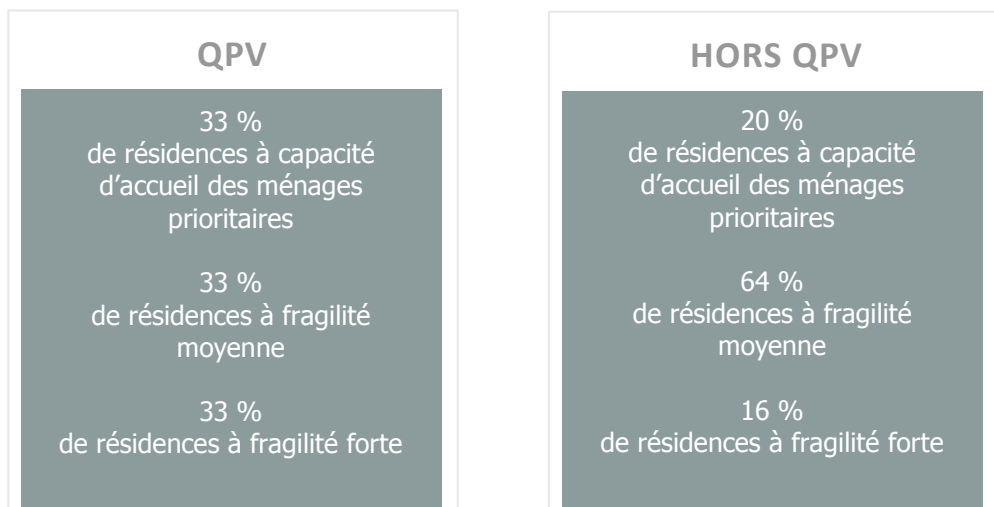 QPV
33 %
de résidences à capacité
d’accueil des ménages
prioritaires
33 %
de résidences à fragilité
moyenne
33 %
de résidences à fragilité forte
HORS QPV
20 %
de résidences à capacité
d’accueil des ménages
prioritaires
64 %
de résidences à fragilité
moyenne
16 %
de résidences à fragilité forte